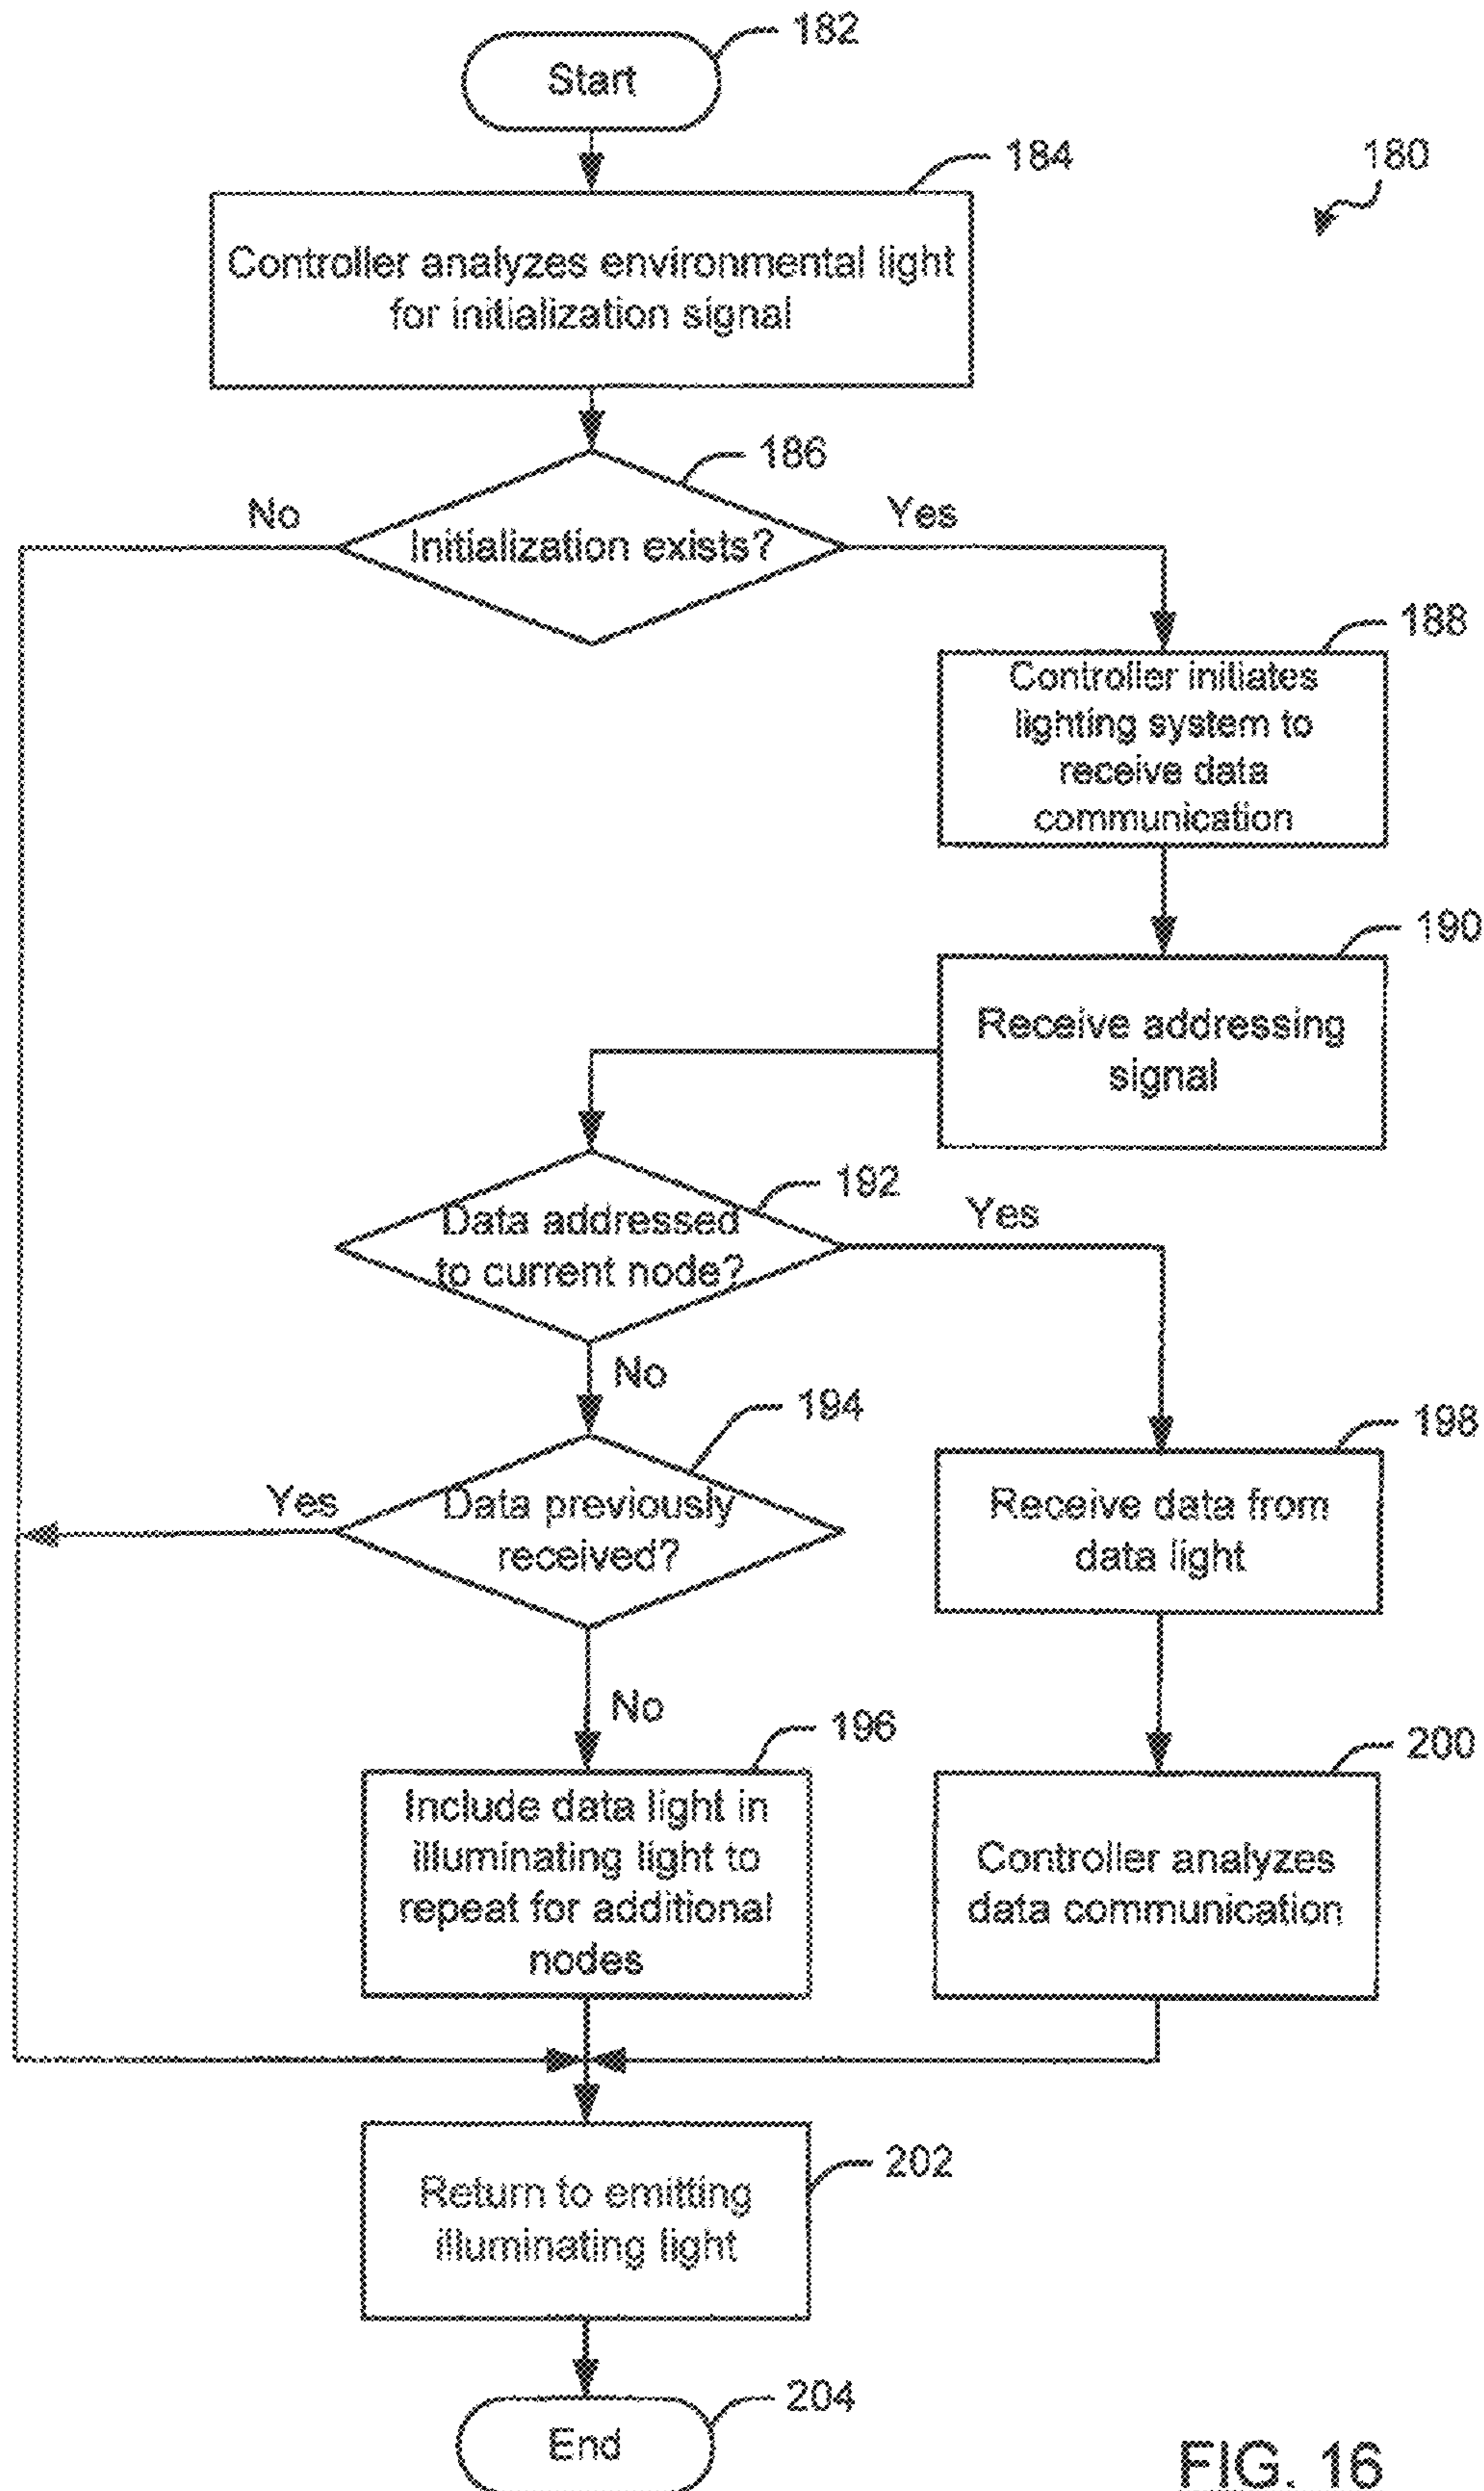 182
Start
184
180
Controller analyzes environmental light
for initialization signal
186
No
Yes
Initialization exists?
188
Controller initiates
lighting system to
receive data
communication
190
Receive addressing
signal
192
Yes
Data addressed
to current node?
No
194
198
Yes
Data previously
received?
Receive data from
data light
No
196
200
Include data light in
illuminating light to
repeat for additional
nodes
Controller analyzes
data communication
202
Return to emitting
illuminating light
204
End
FIG. 16